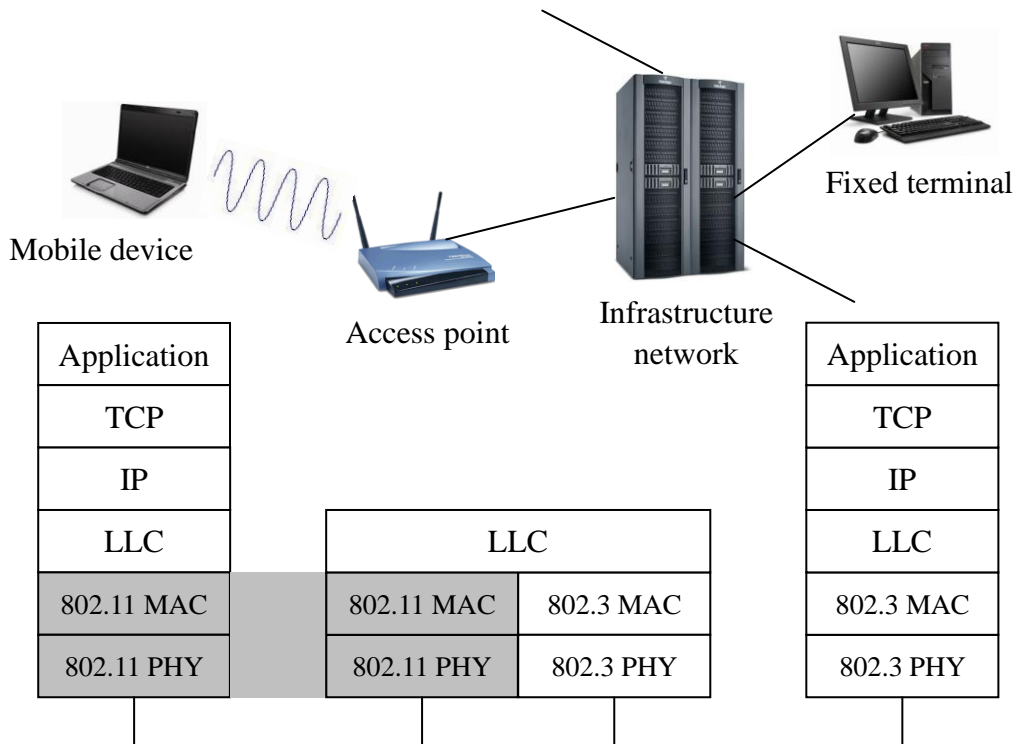 Mobile device
Access point
Infrastructure
network
Fixed terminal
Application
TCP
IP
LLC
802.11 MAC
802.11 PHY
LLC
802.11 MAC
802.3 MAC
802.11 PHY
802.3 PHY
Application
TCP
IP
LLC
802.3 MAC
802.3 PHY